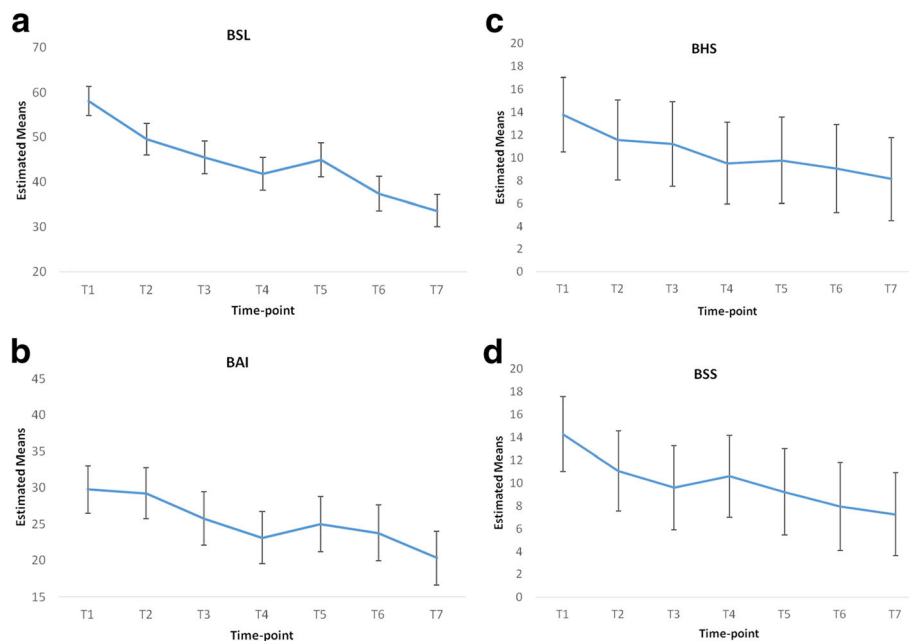 a
BSL
Estimated Means
70
60
50
40
30
20
T1 T2 T3 T4 T5 T6 T7
Time-point
b
BAI
Estimated Means
45
40
35
30
25
20
15
T1 T2 T3 T4 T5 T6 T7
Time-point
c
BHS
Estimated Means
20
18
16
14
12
10
8
6
4
2
0
T1 T2 T3 T4 T5 T6 T7
Time-point
d
BSS
Estimated Means
20
18
16
14
12
10
8
6
4
2
0
T1 T2 T3 T4 T5 T6 T7
Time-point